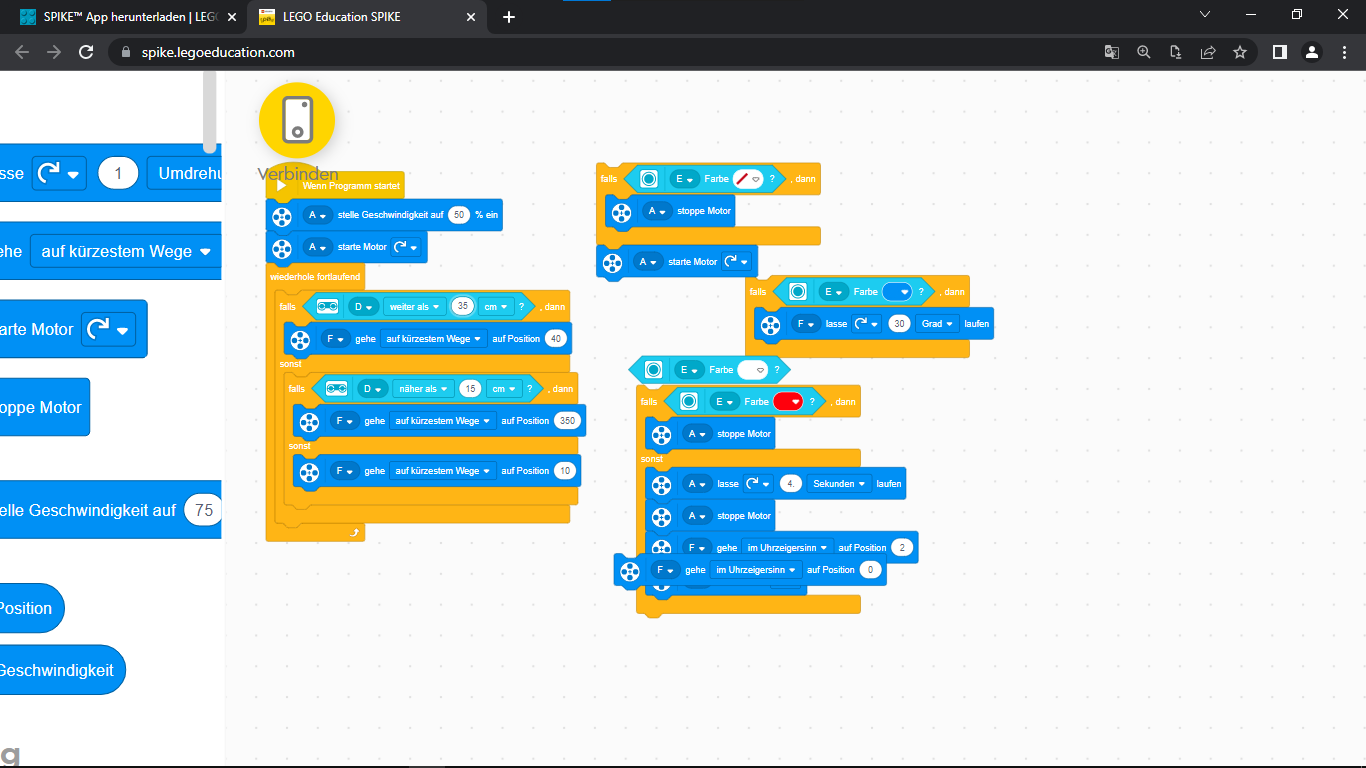 SPIKE™ App herunterladen | LEG
LEGO Education SPIKE
spike.legoeducation.com
sse 1 Umdrehu
ehe auf kürzestem Wege
arte Motor
oppe Motor
elle Geschwindigkeit auf 75
Position
Geschwindigkeit
g
Verbinden
Wenn Programm startet
A stelle Geschwindigkeit auf 50 % ein
A starte Motor
wiederhole fortlaufend
falls D weiter als 35 cm ? , dann
F gehe auf kürzestem Wege auf Position 40
sonst
falls D näher als 15 cm ? , dann
F gehe auf kürzestem Wege auf Position 350
sonst
F gehe auf kürzestem Wege auf Position 10
falls E Farbe ? , dann
A stoppe Motor
A starte Motor
falls E Farbe ? , dann
F lasse 30 Grad laufen
E Farbe ?
falls E Farbe ? , dann
A stoppe Motor
sonst
A lasse 4. Sekunden laufen
A stoppe Motor
F gehe im Uhrzeigersinn auf Position 2
F gehe im Uhrzeigersinn auf Position 0